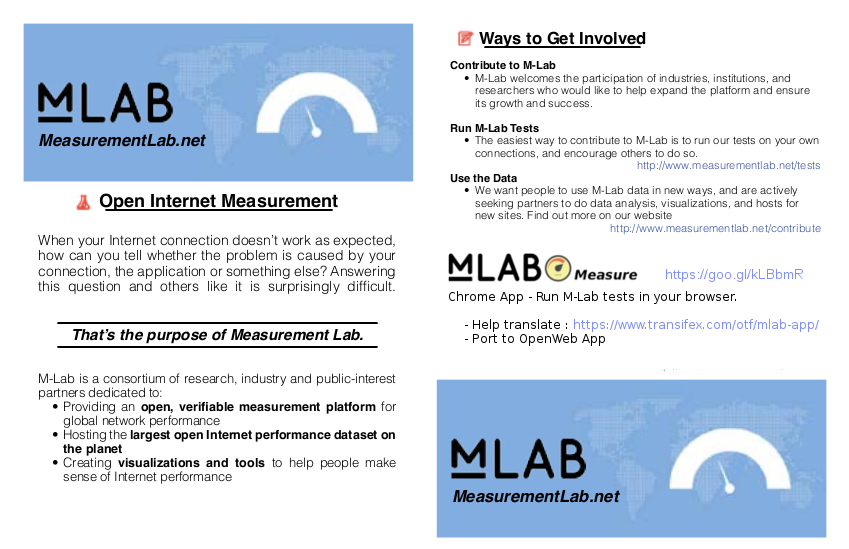 MLAB
MeasurementLab.net
Open Internet Measurement
When your Internet connection doesn't work as expected,
how can you tell whether the problem is caused by your
connection, the application or something else? Answering
this question and others like it is surprisingly difficult.
That's the purpose of Measurement Lab.
M-Lab is a consortium of research, industry and public-interest
partners dedicated to:
• Providing an open, verifiable measurement platform for
global network performance
• Hosting the largest open Internet performance dataset on
the planet
• Creating visualizations and tools to help people make
sense of Internet performance
Ways to Get Involved
Contribute to M-Lab
• M-Lab welcomes the participation of industries, institutions, and
researchers who would like to help expand the platform and ensure
its growth and success.
Run M-Lab Tests
• The easiest way to contribute to M-Lab is to run our tests on your own
connections, and encourage others to do so.
http://www.measurementlab.net/tests
Use the Data
• We want people to use M-Lab data in new ways, and are actively
seeking partners to do data analysis, visualizations, and hosts for
new sites. Find out more on our website
http://www.measurementlab.net/contribute
MLAB Measure https://goo.gl/kLBbmR
Chrome App - Run M-Lab tests in your browser.
- Help translate : https://www.transifex.com/otf/mlab-app/
- Port to OpenWeb App
MLAB
MeasurementLab.net